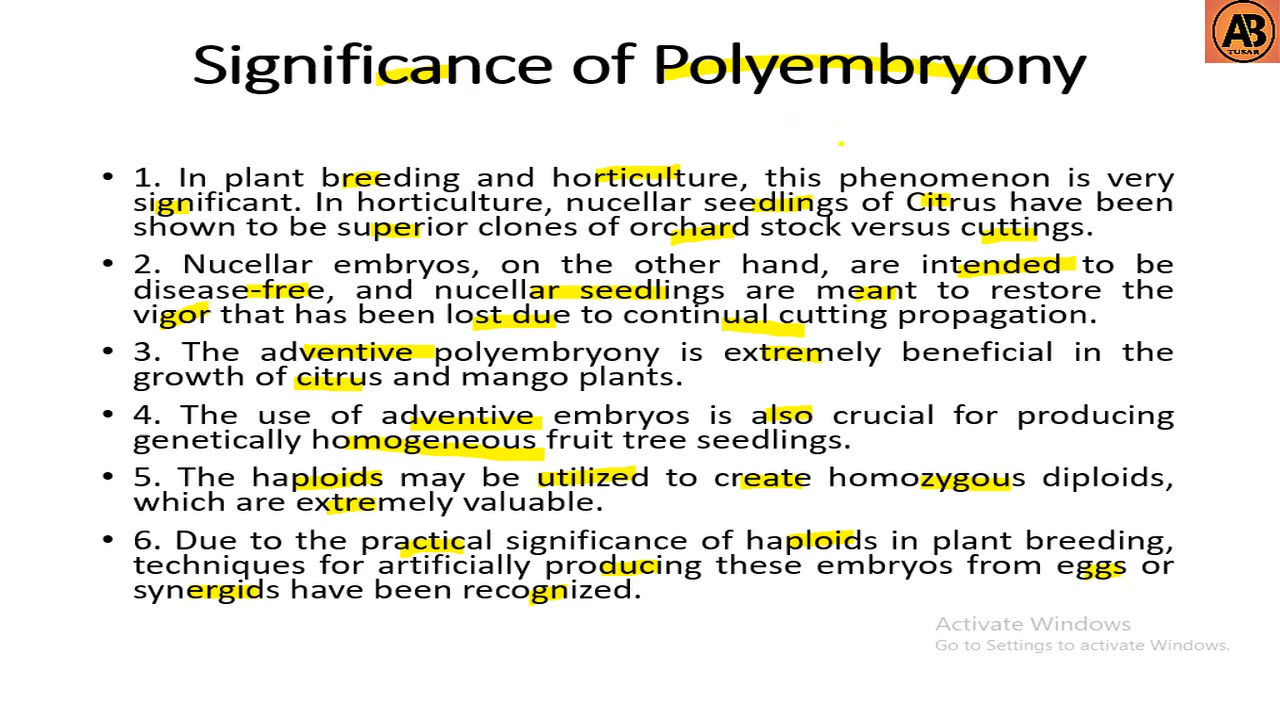 AB
TUSAR
Significance of Polyembryony
• 1. In plant breeding and horticulture, this phenomenon is very
significant. In horticulture, nucellar seedlings of Citrus have been
shown to be superior clones of orchard stock versus cuttings.
• 2. Nucellar embryos, on the other hand, are intended to be
disease-free, and nucellar seedlings are meant to restore the
vigor that has been lost due to continual cutting propagation.
• 3. The adventive polyembryony is extremely beneficial in the
growth of citrus and mango plants.
• 4. The use of adventive embryos is also crucial for producing
genetically homogeneous fruit tree seedlings.
• 5. The haploids may be utilized to create homozygous diploids,
which are extremely valuable.
• 6. Due to the practical significance of haploids in plant breeding,
techniques for artificially producing these embryos from eggs or
synergids have been recognized.
Activate Windows
Go to Settings to activate Windows.